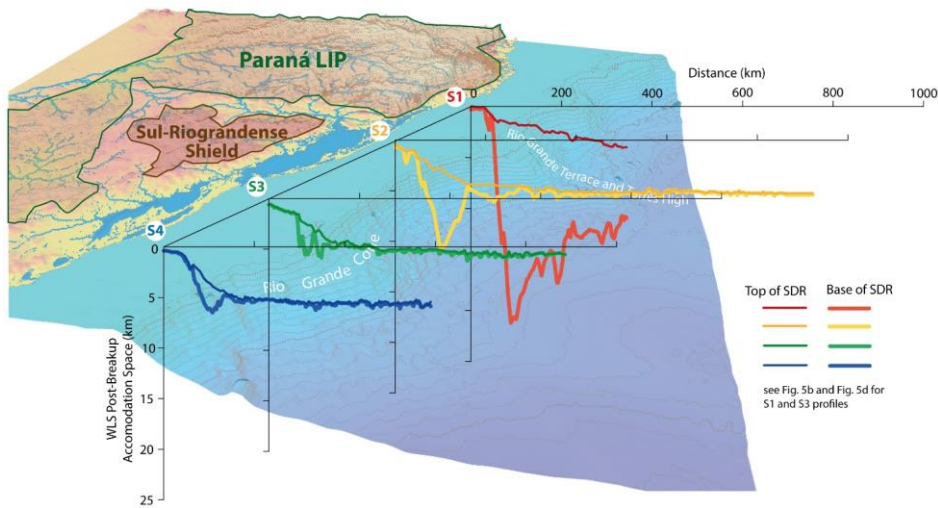 Paraná LIP
Distance (km)
S1
0
200
400
600
800
1000
Sul-Riograndense
Shield
S2
Rio Grande Terrace and Torres High
S3
S4
0
Rio Grande Cone
Top of SDR
Base of SDR
5
10
15
20
25
WLS Post-Breakup
Accomodation Space (km)
see Fig. 5b and Fig. 5d for
S1 and S3 profiles